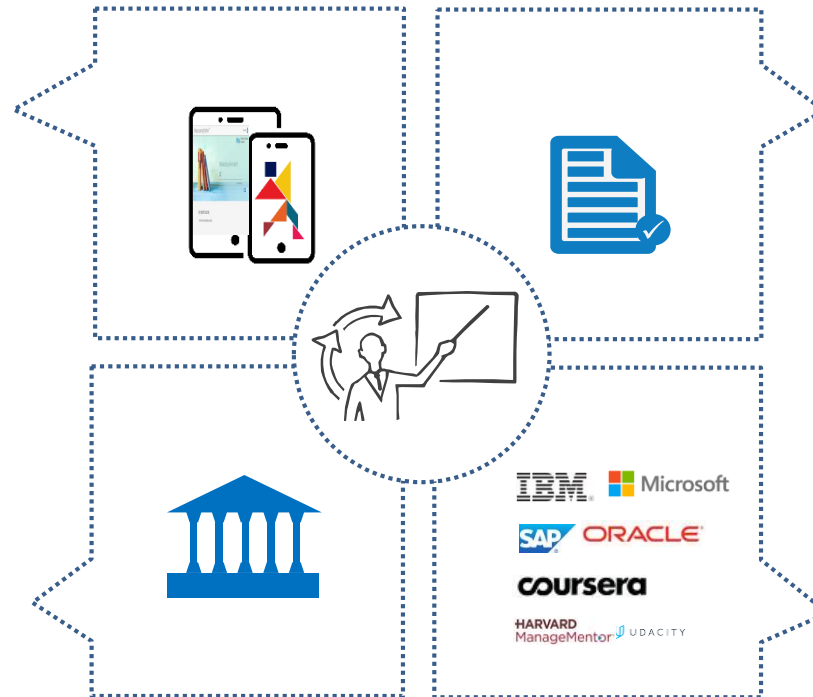 IBM Microsoft
SAP ORACLE
coursera
HARVARD
ManageMentor UDACITY